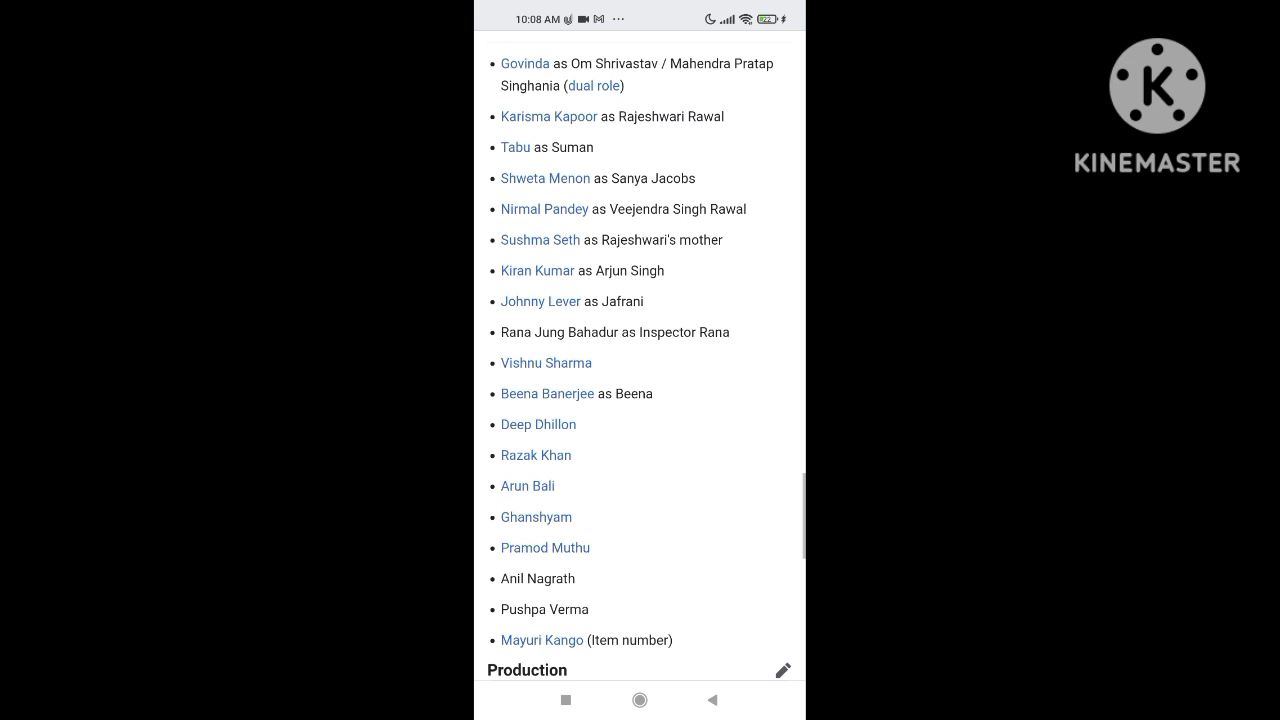 10:08 AM
Govinda as Om Shrivastav / Mahendra Pratap
Singhania (dual role)
Karisma Kapoor as Rajeshwari Rawal
Tabu as Suman
Shweta Menon as Sanya Jacobs
Nirmal Pandey as Veejendra Singh Rawal
Sushma Seth as Rajeshwari's mother
Kiran Kumar as Arjun Singh
Johnny Lever as Jafrani
Rana Jung Bahadur as Inspector Rana
Vishnu Sharma
Beena Banerjee as Beena
Deep Dhillon
Razak Khan
Arun Bali
Ghanshyam
Pramod Muthu
Anil Nagrath
Pushpa Verma
Mayuri Kango (Item number)
Production
K
KINEMASTER